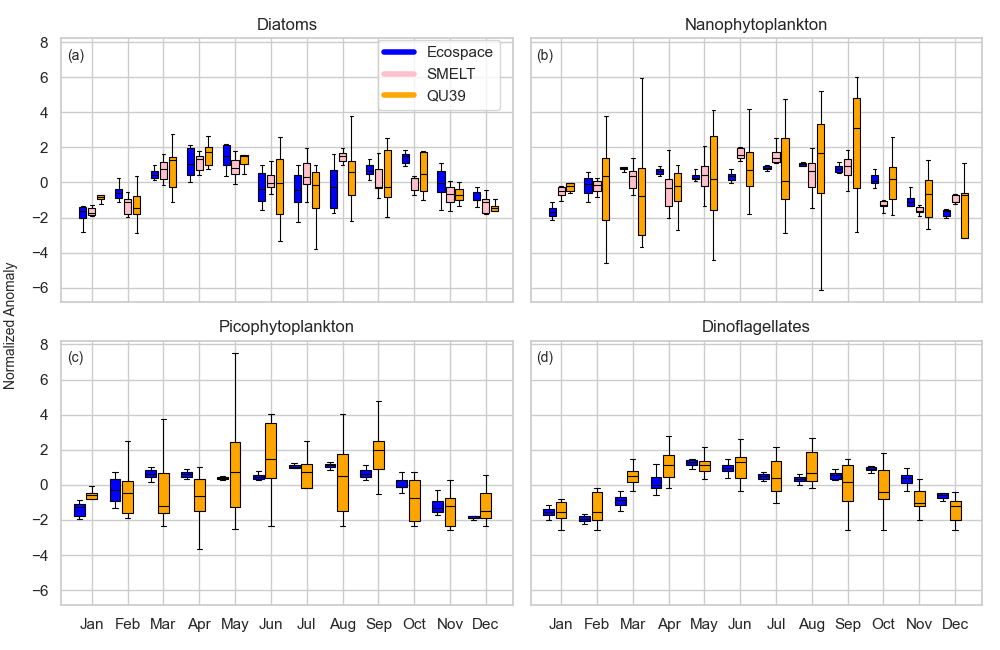 Diatoms
Nanophytoplankton
(a)
Ecospace
SMELT
QU39
(b)
8
6
4
2
0
−2
−4
−6
Normalized Anomaly
Picophytoplankton
Dinoflagellates
(c)
(d)
8
6
4
2
0
−2
−4
−6
Jan Feb Mar Apr May Jun Jul Aug Sep Oct Nov Dec
Jan Feb Mar Apr May Jun Jul Aug Sep Oct Nov Dec